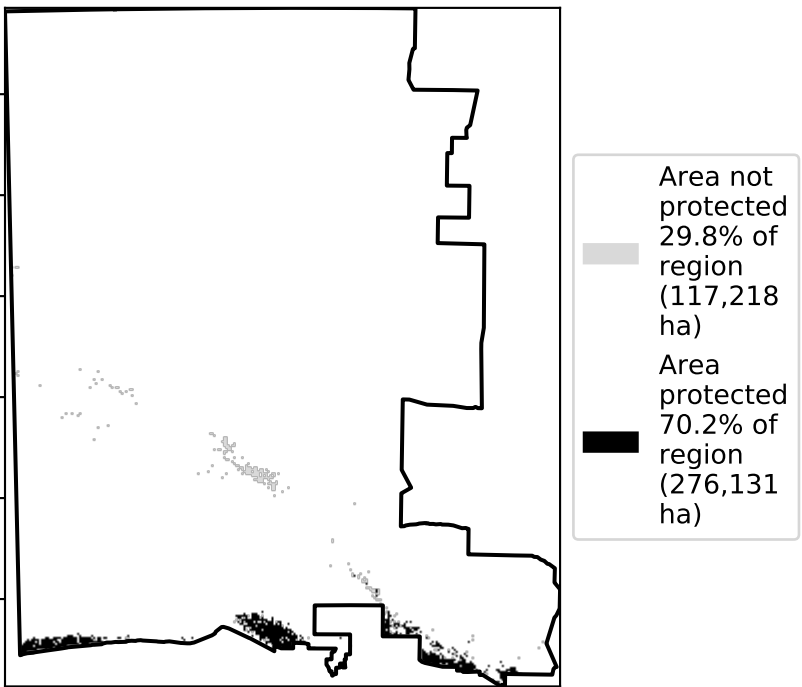 Area not
protected
29.8% of
region
(117,218
ha)
Area
protected
70.2% of
region
(276,131
ha)